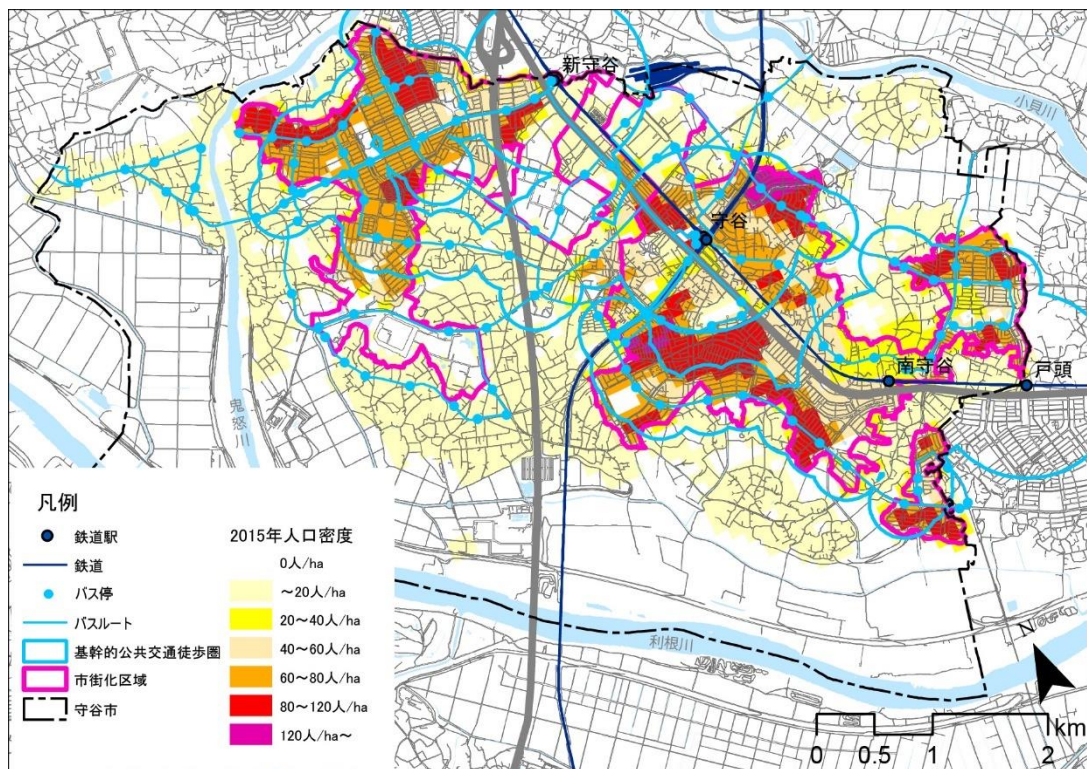 新守谷
小貝川
守谷
南守谷
戸頭
鬼怒川
利根川
凡例
鉄道駅
鉄道
バス停
バスルート
基幹的公共交通徒歩圏
市街化区域
守谷市
2015年人口密度
0人/ha
～20人/ha
20～40人/ha
40～60人/ha
60～80人/ha
80～120人/ha
120人/ha～
N
km
0 0.5 1 2